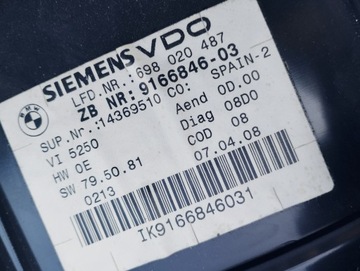 BMW
SIEMENS VDO
LFD.NR.:698 020 487
ZB NR:9166846-03
SUP.Nr.:14369510 CO: SPAIN-2
VI 5250 Aend 0D.00
HW 0E Diag 08D0
SW 79.50.81 COD 08
0213 07.04.08
IK9166846031